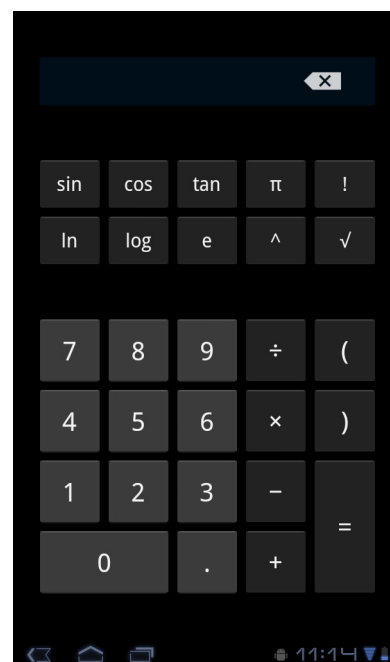 sin cos tan π !
ln log e ^ √
7 8 9 ÷ (
4 5 6 × )
1 2 3 −
=
0 . +
11:14